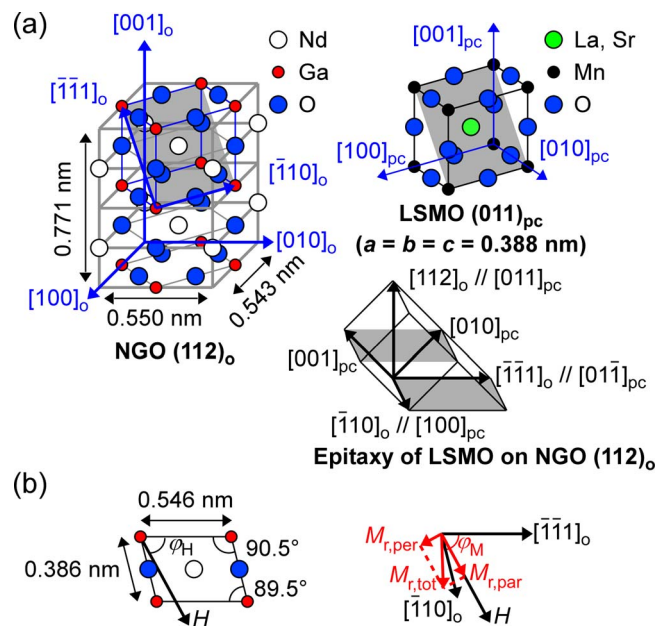 (a)
[001]ₒ
Nd
Ga
O
[1̄1̄1]ₒ
[1̄10]ₒ
0.771 nm
[010]ₒ
[100]ₒ
0.550 nm
0.543 nm
NGO (112)ₒ
[001]pc
La, Sr
Mn
O
[100]pc
[010]pc
LSMO (011)pc
(a = b = c = 0.388 nm)
[112]ₒ // [011]pc
[010]pc
[001]pc
[1̄1̄1]ₒ // [011̄]pc
[1̄10]ₒ // [100]pc
Epitaxy of LSMO on NGO (112)ₒ
(b)
0.546 nm
φH
90.5°
0.386 nm
89.5°
H
[1̄1̄1]ₒ
Mr,per
φM
Mr,tot
Mr,par
[1̄10]ₒ
H